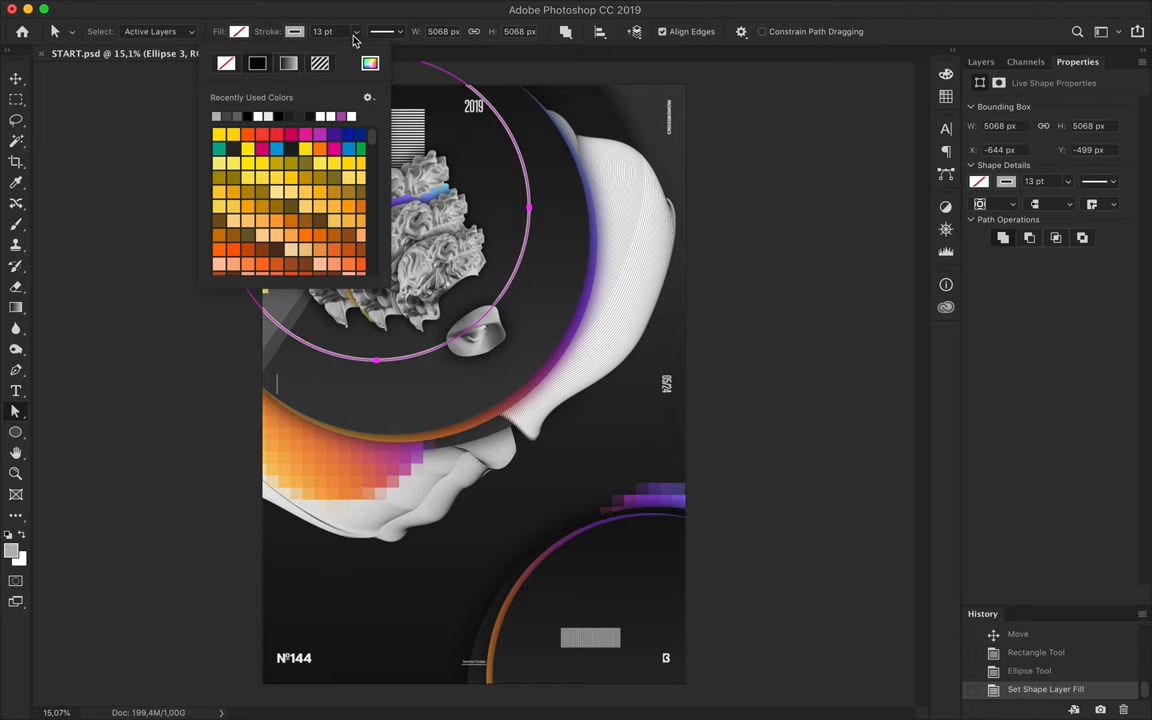 Adobe Photoshop CC 2019
Select: Active Layers Fill: Stroke: 13 pt W: 5068 px H: 5068 px Align Edges Constrain Path Dragging
START.psd @ 15,1% (Ellipse 3, R
Layers Channels Properties
Live Shape Properties
Recently Used Colors
Bounding Box
W: 5068 px H: 5068 px
X: -644 px Y: -499 px
Shape Details
13 pt
Path Operations
2019
05/24
Nº144
B
History
Move
Rectangle Tool
Ellipse Tool
Set Shape Layer Fill
15,07% Doc: 199,4M/1,00G